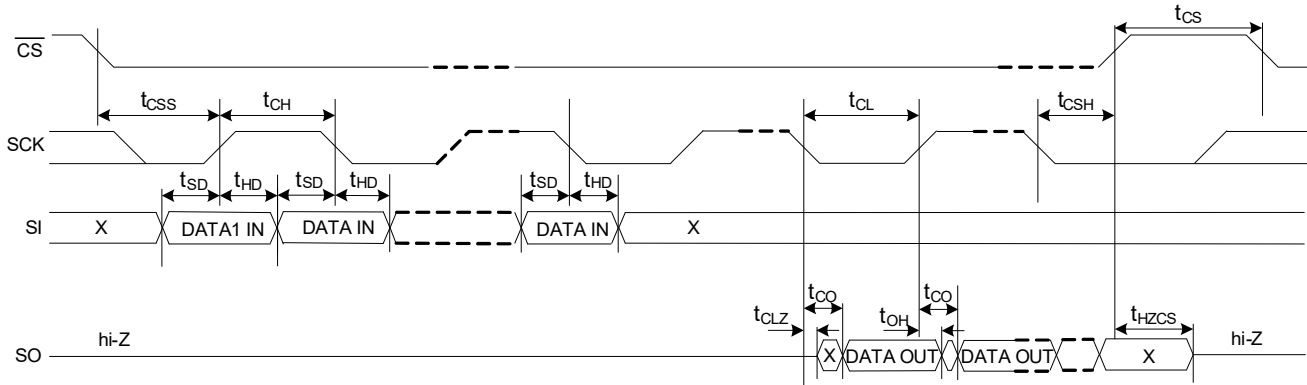 tCS
CS
tCSS tCH tCL tCSH
SCK
tSD tHD tSD tHD tSD tHD
SI X DATA1 IN DATA IN DATA IN X
tCO tCO
tCLZ tOH tHZCS
hi-Z hi-Z
SO X DATA OUT DATA OUT X